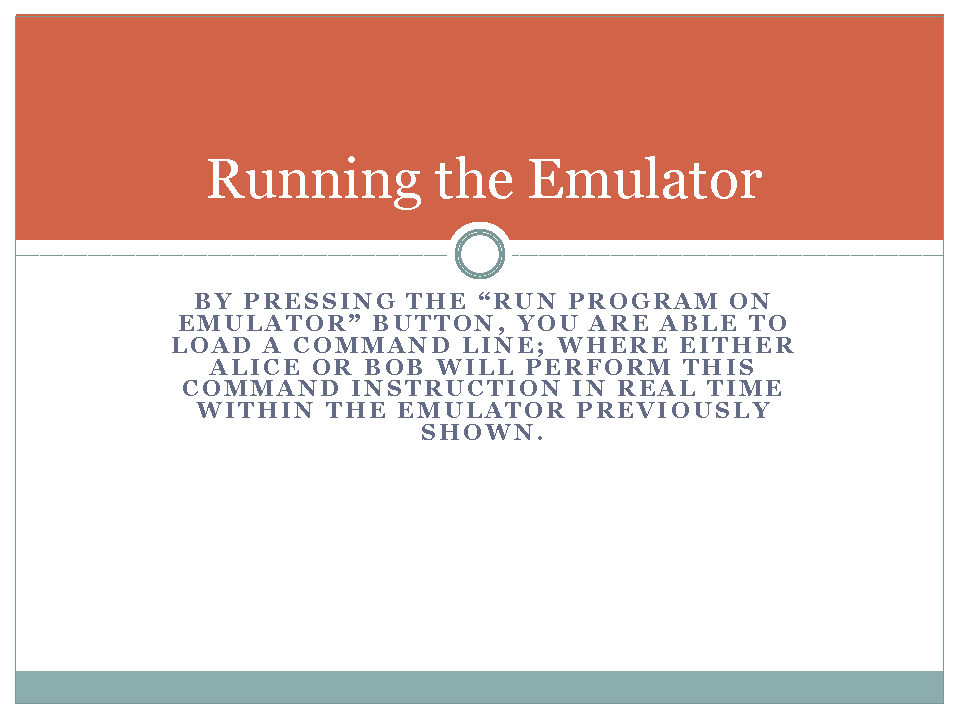 Running the Emulator
BY PRESSING THE “RUN PROGRAM ON
EMULATOR” BUTTON, YOU ARE ABLE TO
LOAD A COMMAND LINE; WHERE EITHER
ALICE OR BOB WILL PERFORM THIS
COMMAND INSTRUCTION IN REAL TIME
WITHIN THE EMULATOR PREVIOUSLY
SHOWN.